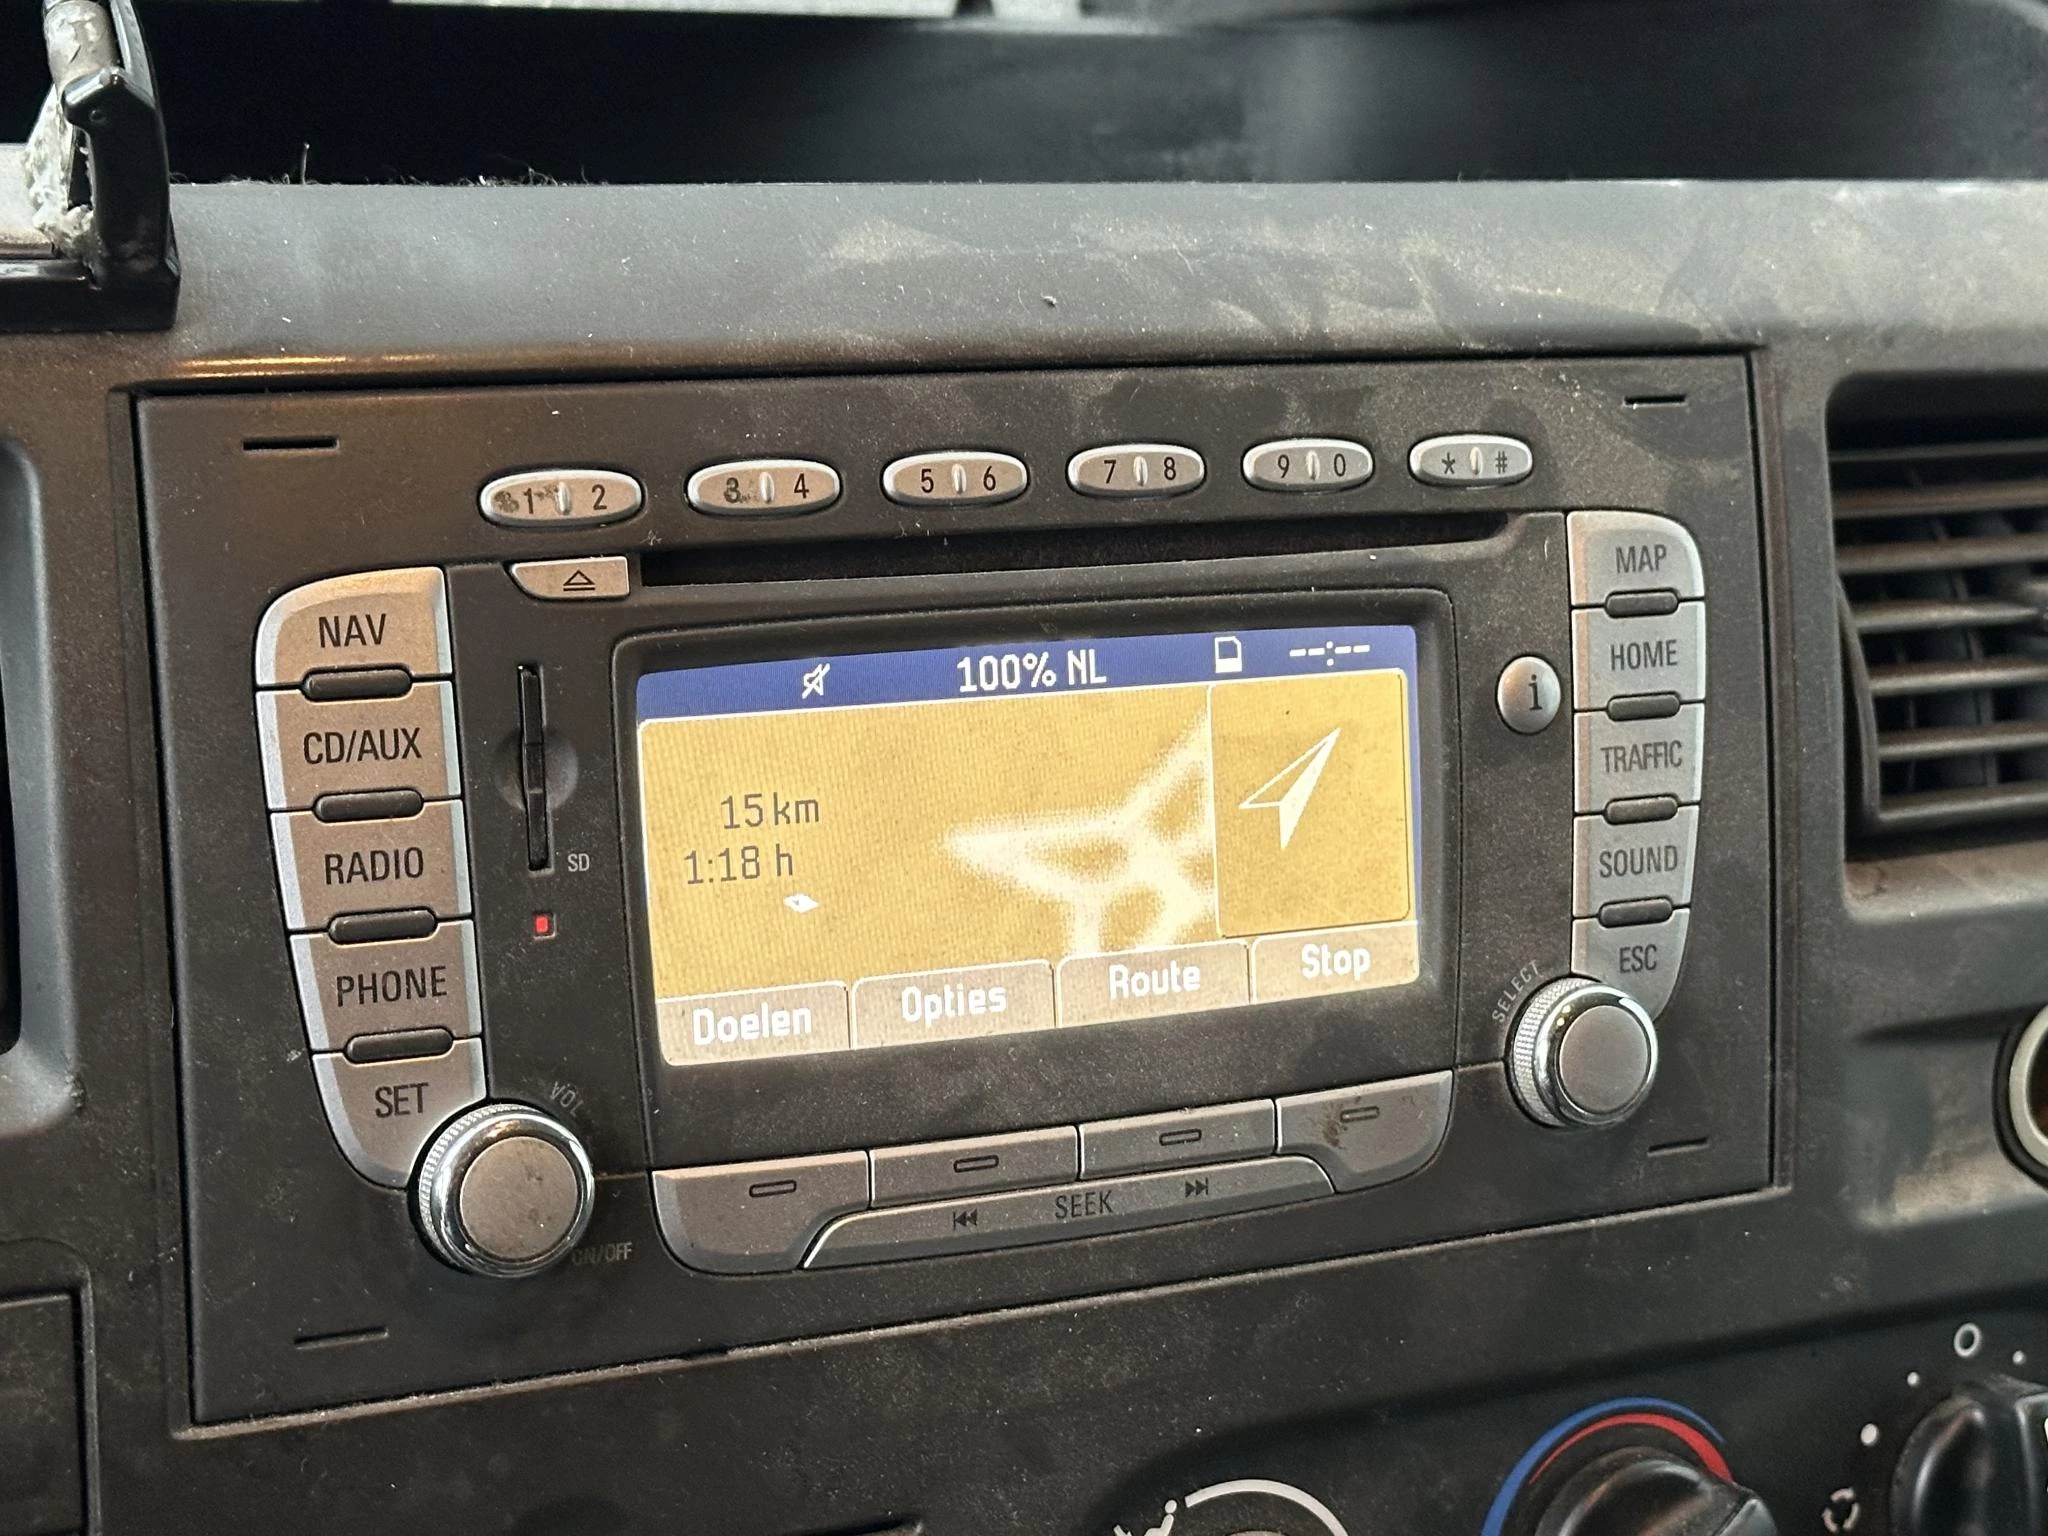 1 2 3 4 5 6 7 8 9 0 * #
NAV
CD/AUX
RADIO
PHONE
SET
SD
100% NL --:--
15 km
1:18 h
Doelen Opties Route Stop
i
MAP
HOME
TRAFFIC
SOUND
ESC
SELECT
VOL
ON/OFF
SEEK